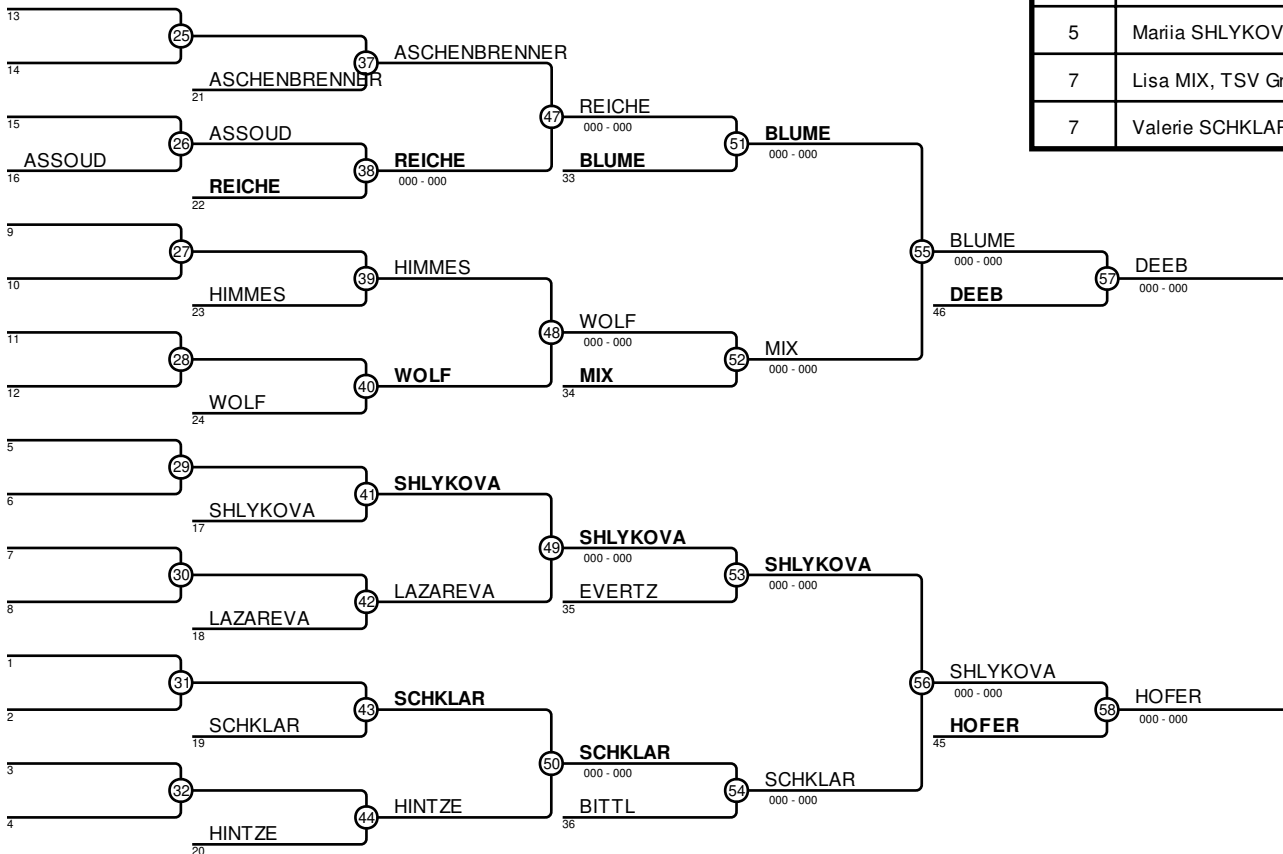 13
25
14
37
ASCHENBRENNER
ASCHENBRENNER
21
15
26
ASSOUD
ASSOUD
16
REICHE
22
38
REICHE
000 - 000
47
REICHE
000 - 000
BLUME
33
51
BLUME
000 - 000
9
27
10
HIMMES
23
39
HIMMES
11
28
12
WOLF
24
40
WOLF
48
WOLF
000 - 000
MIX
34
52
MIX
000 - 000
55
BLUME
000 - 000
DEEB
46
57
DEEB
000 - 000
5
29
6
SHLYKOVA
17
41
SHLYKOVA
7
30
8
LAZAREVA
18
42
LAZAREVA
49
SHLYKOVA
000 - 000
EVERTZ
35
53
SHLYKOVA
000 - 000
1
31
2
SCHKLAR
19
43
SCHKLAR
3
32
4
HINTZE
20
44
HINTZE
50
SCHKLAR
000 - 000
BITTL
36
54
SCHKLAR
000 - 000
56
SHLYKOVA
000 - 000
HOFER
45
58
HOFER
000 - 000
5 Mariia SHLYKOV
7 Lisa MIX, TSV Gr
7 Valerie SCHKLAR